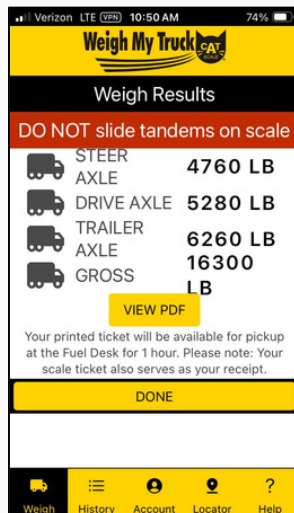 Verizon LTE VPN 10:50 AM 74%
Weigh My Truck CAT SCALE
Weigh Results
DO NOT slide tandems on scale
STEER AXLE 4760 LB
DRIVE AXLE 5280 LB
TRAILER AXLE 6260 LB
GROSS 16300 LB
VIEW PDF
Your printed ticket will be available for pickup
at the Fuel Desk for 1 hour. Please note: Your
scale ticket also serves as your receipt.
DONE
Weigh History Account Locator Help